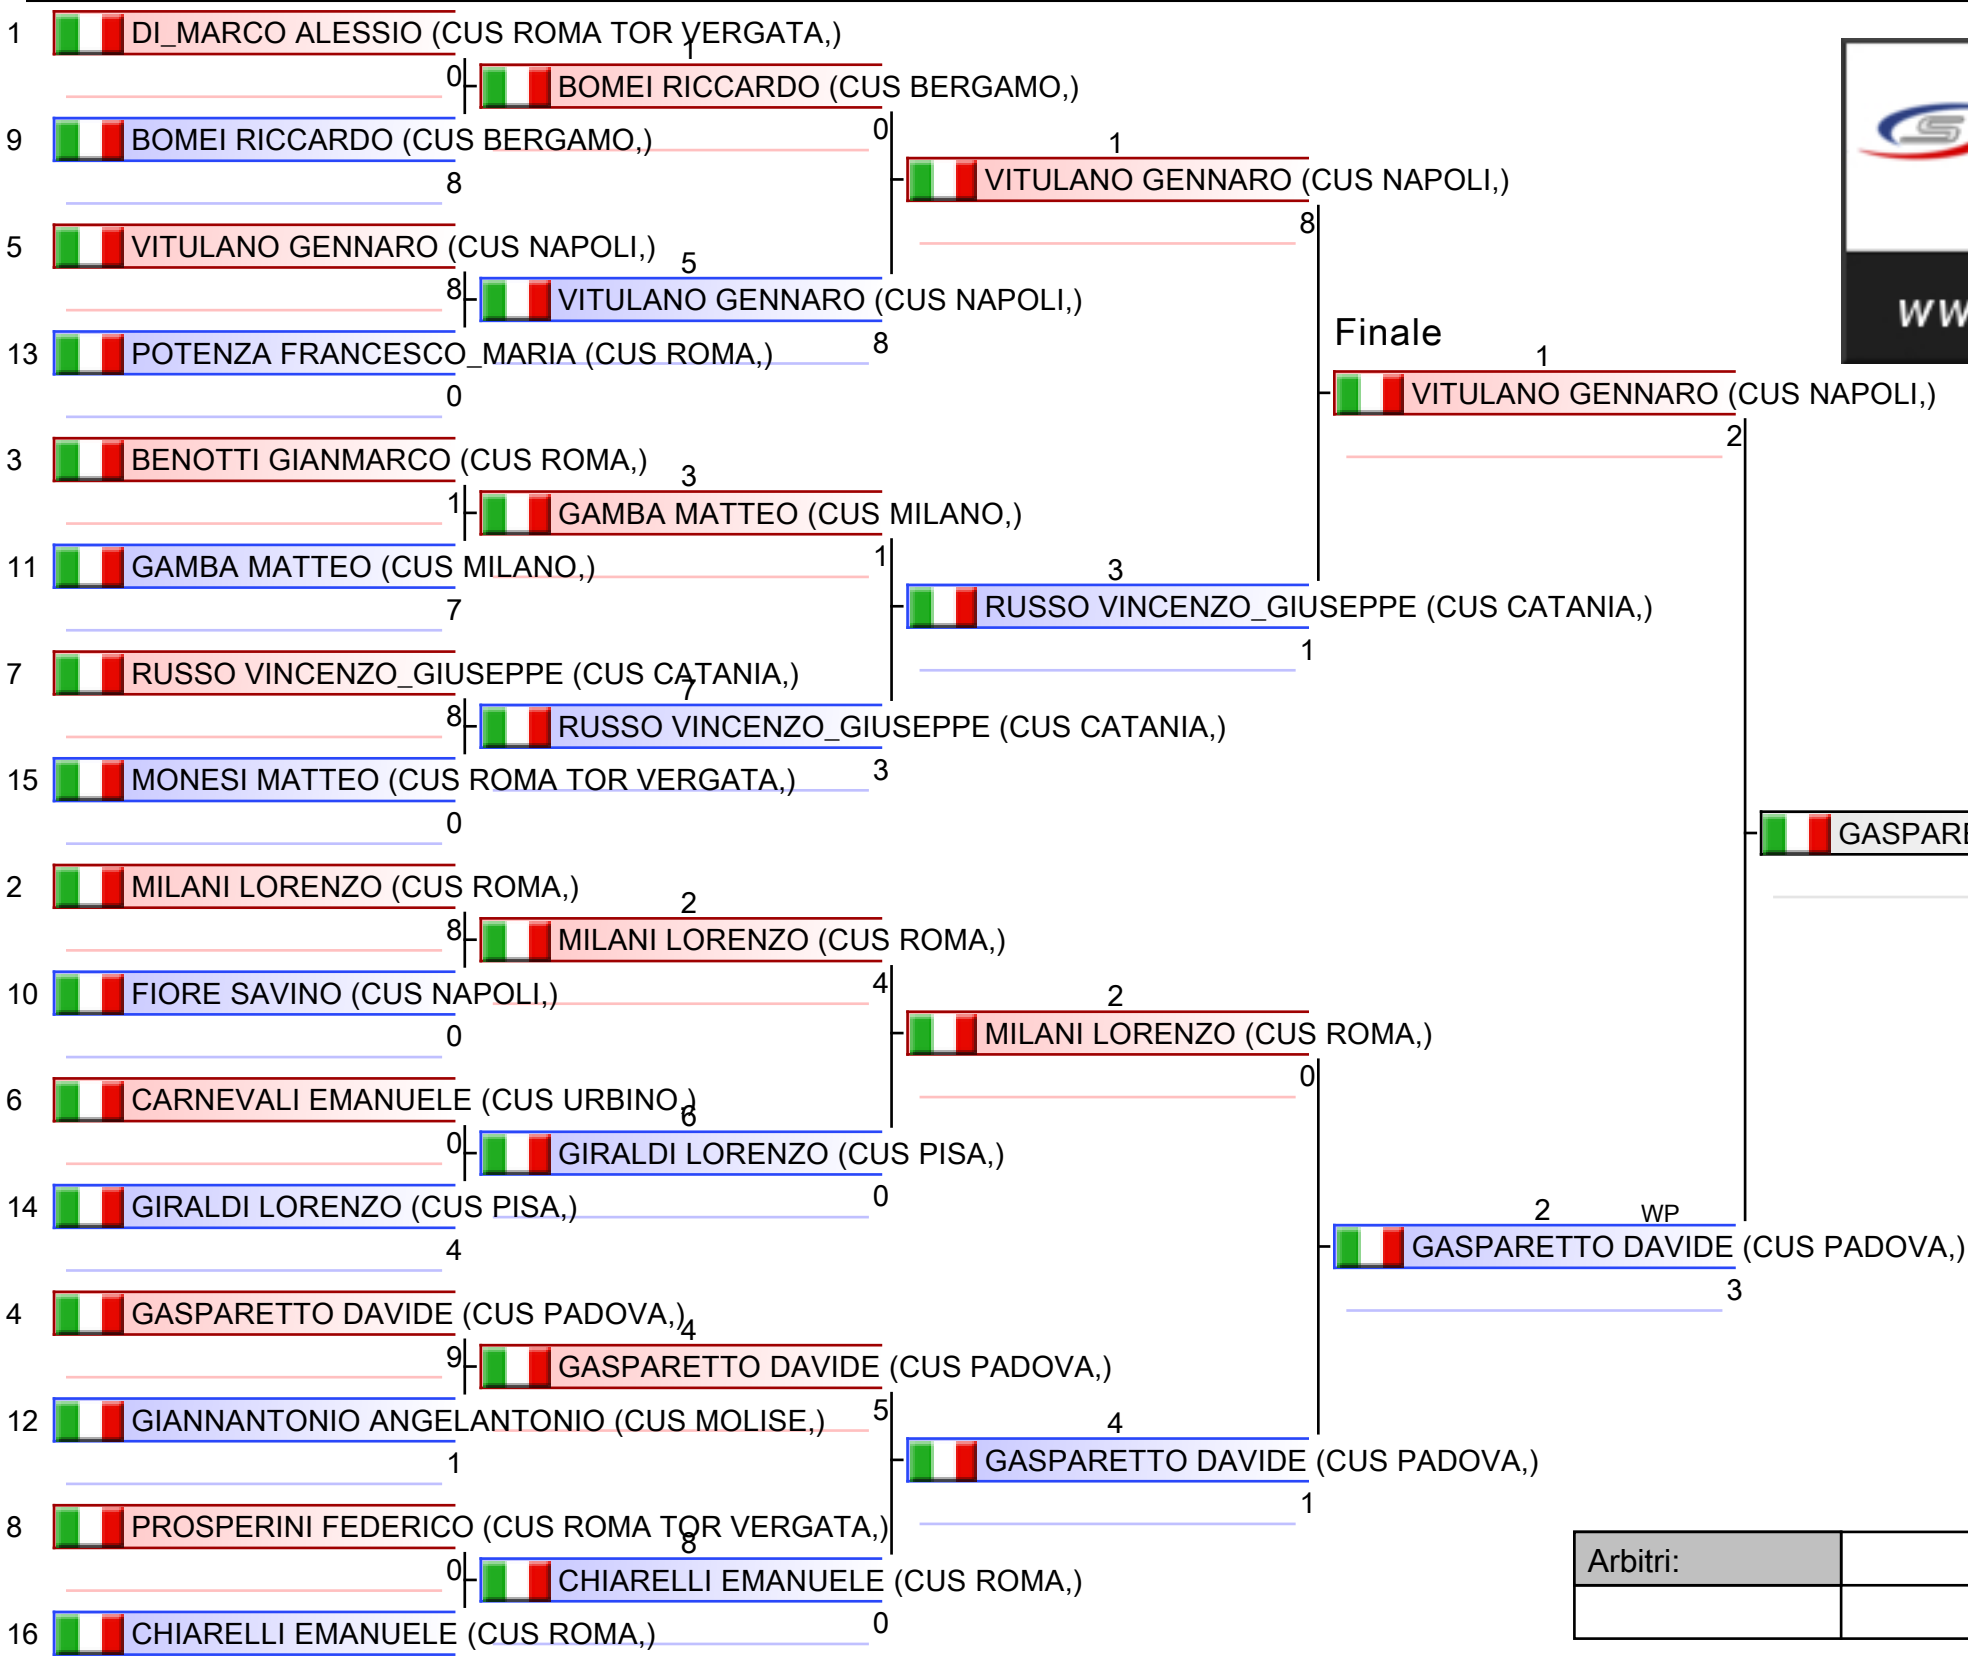 1 DI_MARCO ALESSIO (CUS ROMA TOR VERGATA,)
0
1
BOMEI RICCARDO (CUS BERGAMO,)
9 BOMEI RICCARDO (CUS BERGAMO,)
8
0
1
VITULANO GENNARO (CUS NAPOLI,)
8
5 VITULANO GENNARO (CUS NAPOLI,)
8
5
VITULANO GENNARO (CUS NAPOLI,)
8
13 POTENZA FRANCESCO_MARIA (CUS ROMA,)
0
Finale
1
VITULANO GENNARO (CUS NAPOLI,)
2
3 BENOTTI GIANMARCO (CUS ROMA,)
1
3
GAMBA MATTEO (CUS MILANO,)
1
11 GAMBA MATTEO (CUS MILANO,)
7
3
RUSSO VINCENZO_GIUSEPPE (CUS CATANIA,)
1
7 RUSSO VINCENZO_GIUSEPPE (CUS CATANIA,)
8
7
RUSSO VINCENZO_GIUSEPPE (CUS CATANIA,)
3
15 MONESI MATTEO (CUS ROMA TOR VERGATA,)
0
GASPARE
2 MILANI LORENZO (CUS ROMA,)
8
2
MILANI LORENZO (CUS ROMA,)
4
10 FIORE SAVINO (CUS NAPOLI,)
0
2
MILANI LORENZO (CUS ROMA,)
0
6 CARNEVALI EMANUELE (CUS URBINO,)
0
6
GIRALDI LORENZO (CUS PISA,)
0
14 GIRALDI LORENZO (CUS PISA,)
4
2 WP
GASPARETTO DAVIDE (CUS PADOVA,)
3
4 GASPARETTO DAVIDE (CUS PADOVA,)
9
4
GASPARETTO DAVIDE (CUS PADOVA,)
5
12 GIANNANTONIO ANGELANTONIO (CUS MOLISE,)
1
4
GASPARETTO DAVIDE (CUS PADOVA,)
1
8 PROSPERINI FEDERICO (CUS ROMA TOR VERGATA,)
0
8
CHIARELLI EMANUELE (CUS ROMA,)
0
16 CHIARELLI EMANUELE (CUS ROMA,)
Arbitri: